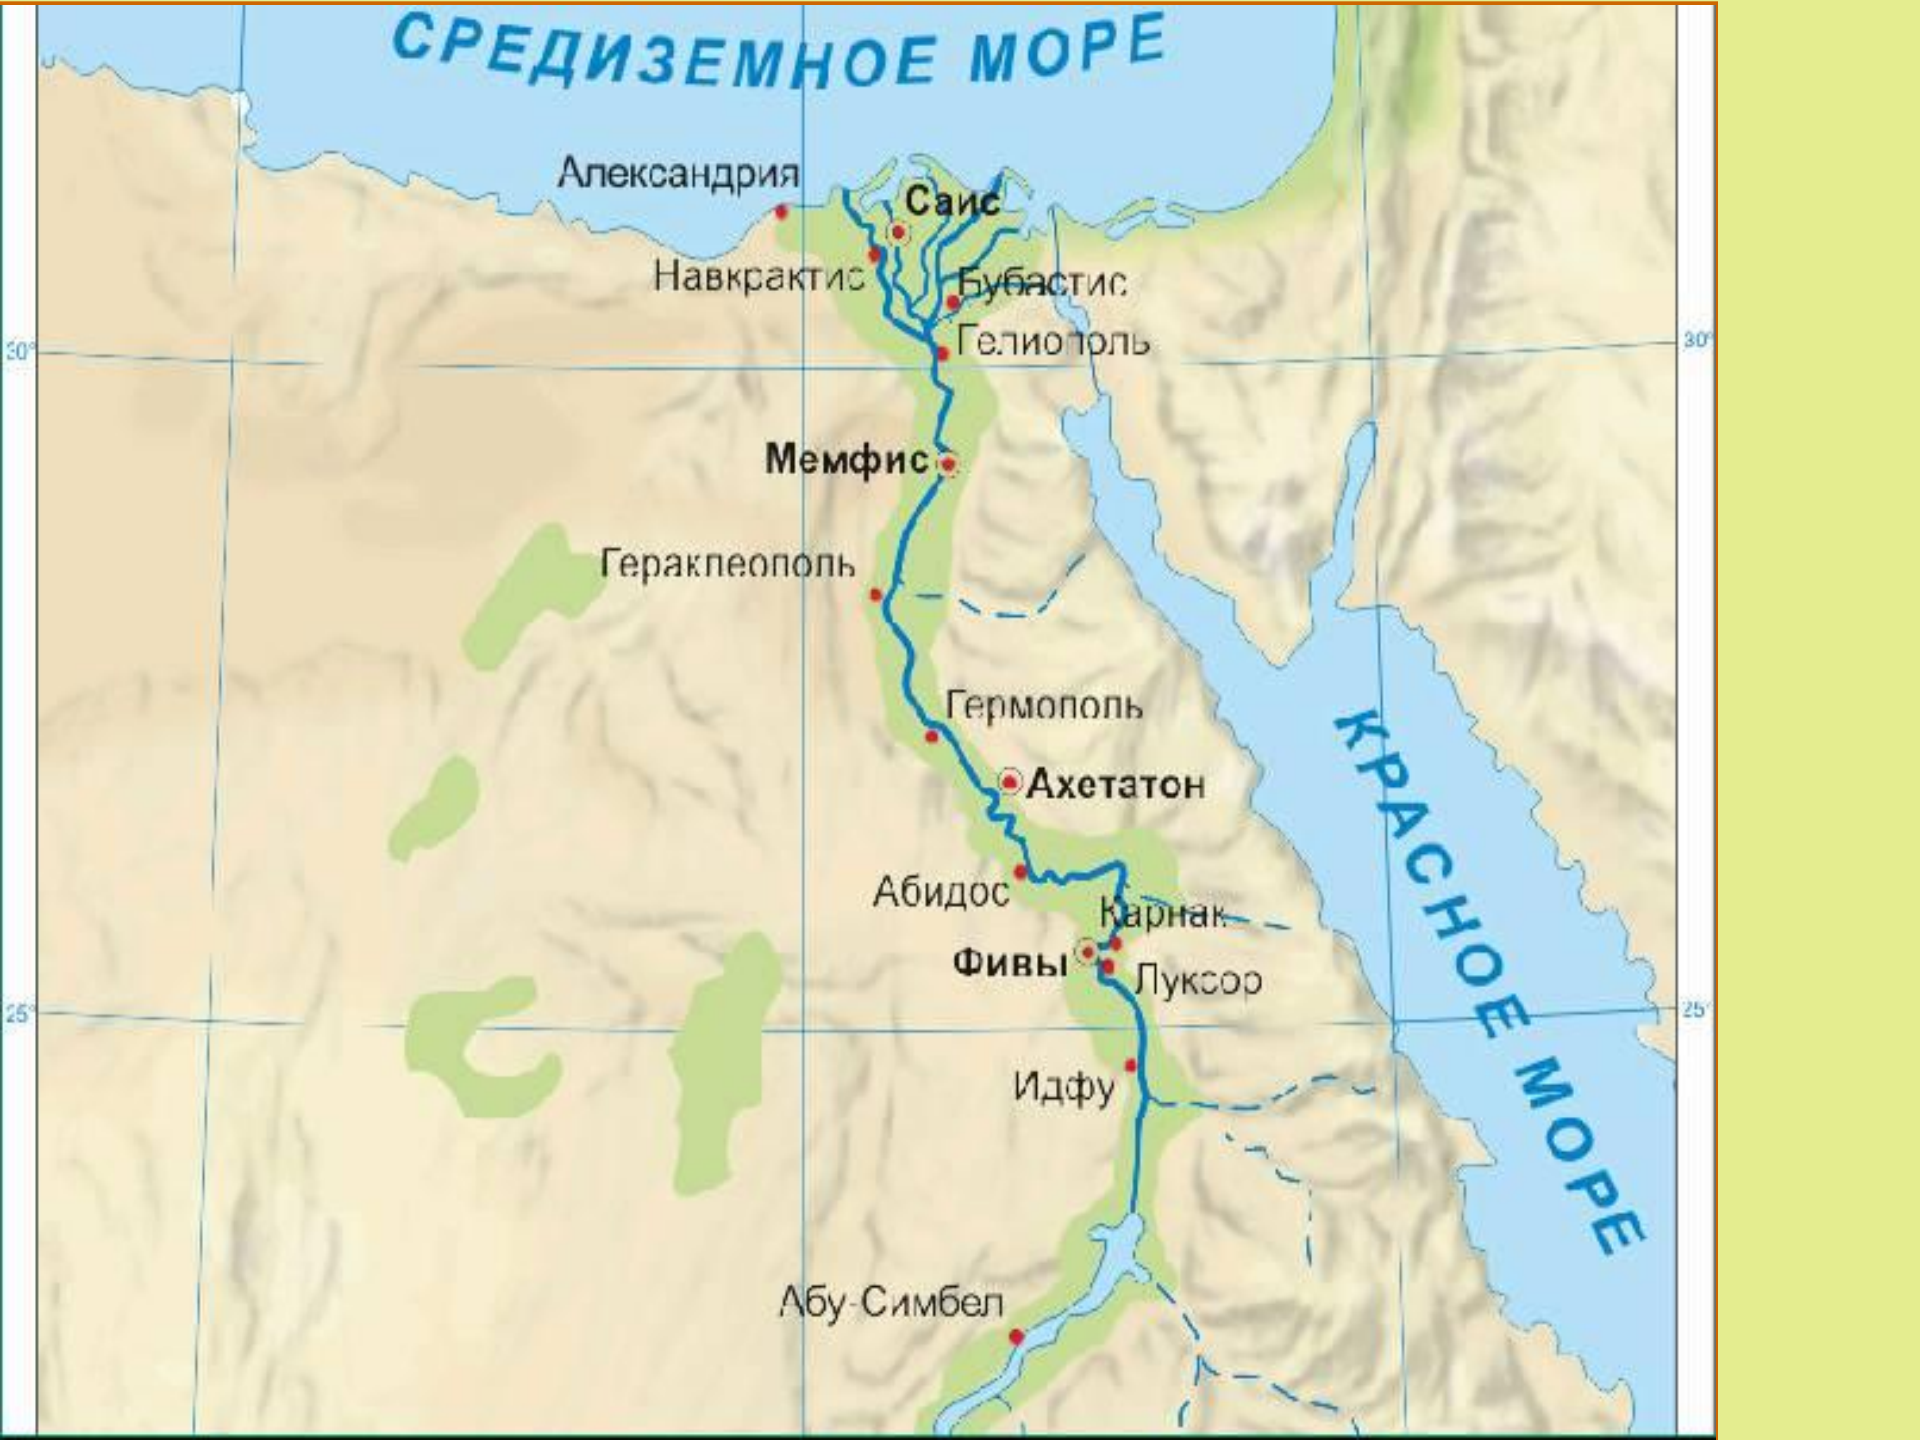 СРЕДИЗЕМНОЕ МОРЕ
Александрия
Саис
Навкрактис
Бубастис
Гелиополь
30°
30°
Мемфис
Гераклеополь
Гермополь
Ахетатон
КРАСНОЕ МОРЕ
Абидос
Карнак
Фивы
Луксор
25°
25°
Идфу
Абу-Симбел